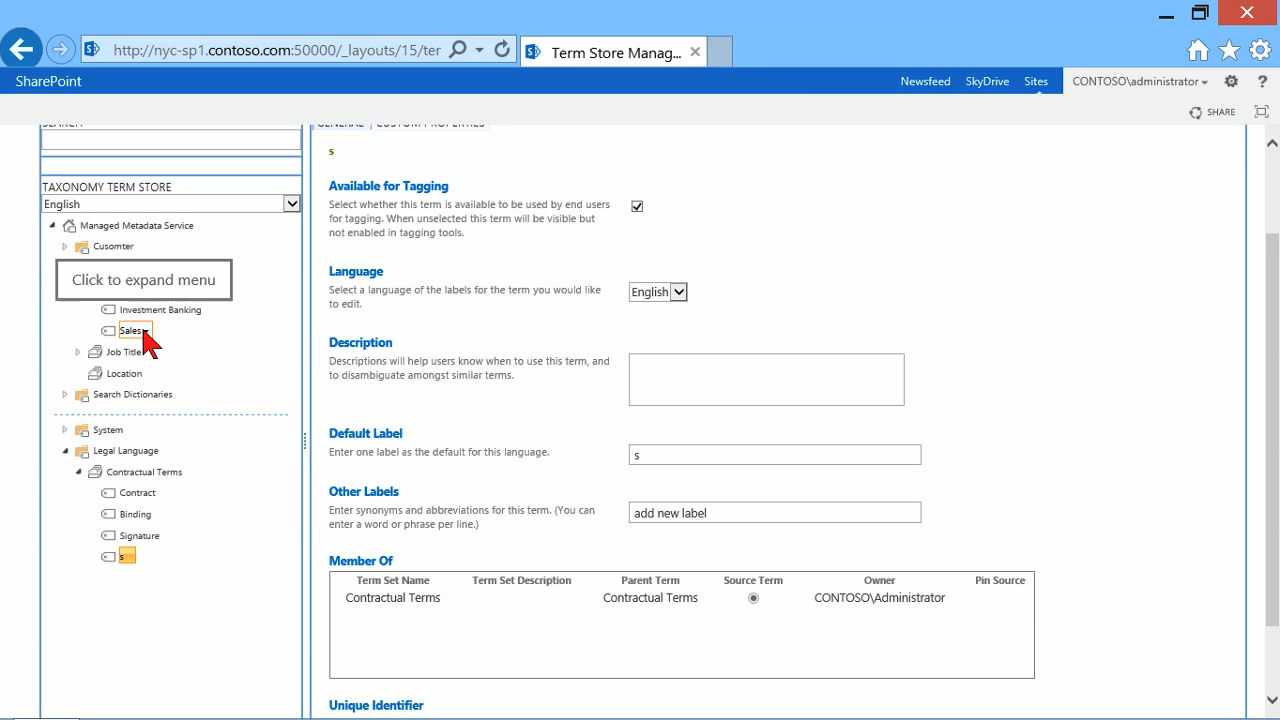 http://nyc-sp1.contoso.com:50000/_layouts/15/ter
Term Store Manag...
SharePoint
Newsfeed SkyDrive Sites CONTOSO\administrator
SHARE
SEARCH
GENERAL CUSTOM PROPERTIES
s
TAXONOMY TERM STORE
English
Managed Metadata Service
Cusomter
Click to expand menu
Investment Banking
Sales
Job Title
Location
Search Dictionaries
System
Legal Language
Contractual Terms
Contract
Binding
Signature
s
Available for Tagging
Select whether this term is available to be used by end users
for tagging. When unselected this term will be visible but
not enabled in tagging tools.
Language
Select a language of the labels for the term you would like
to edit.
English
Description
Descriptions will help users know when to use this term, and
to disambiguate amongst similar terms.
Default Label
Enter one label as the default for this language.
s
Other Labels
Enter synonyms and abbreviations for this term. (You can
enter a word or phrase per line.)
add new label
Member Of
Term Set Name Term Set Description Parent Term Source Term Owner Pin Source
Contractual Terms Contractual Terms CONTOSO\Administrator
Unique Identifier